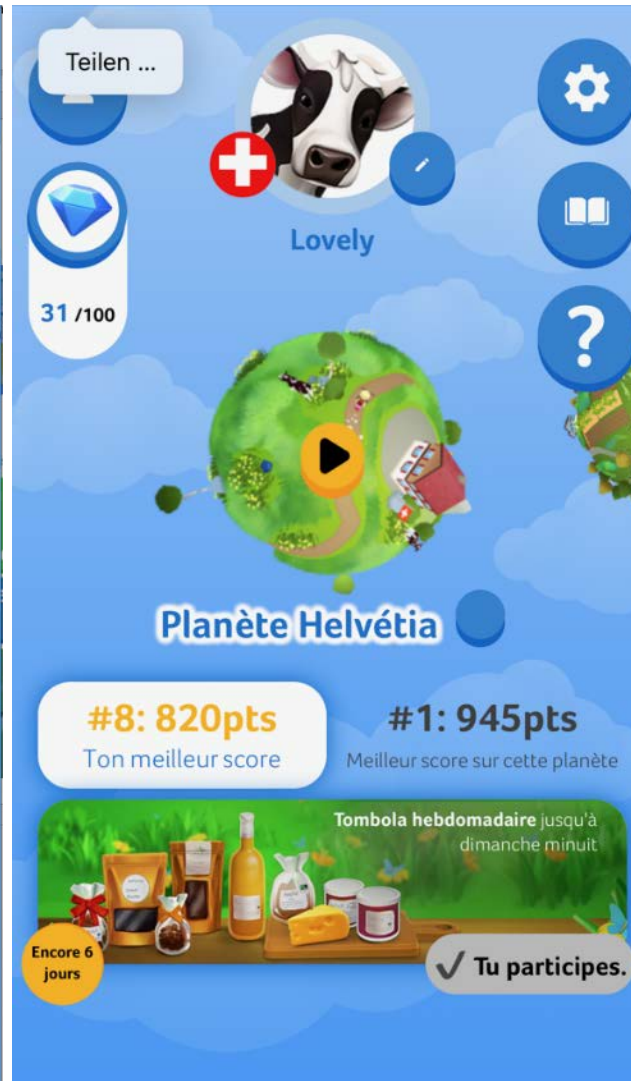 Teilen ...
Lovely
31 /100
?
Planète Helvétia
#8: 820pts
Ton meilleur score
#1: 945pts
Meilleur score sur cette planète
Tombola hebdomadaire jusqu'à
dimanche minuit
Encore 6
jours
Tu participes.